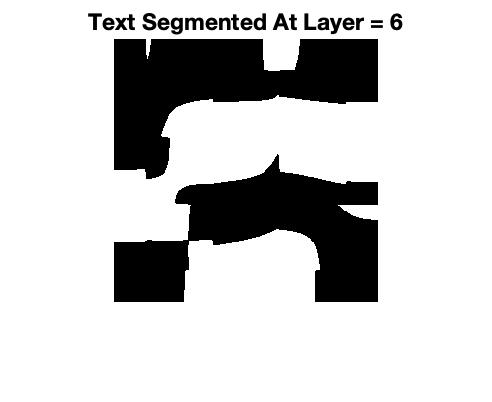 Text Segmented At Layer = 6